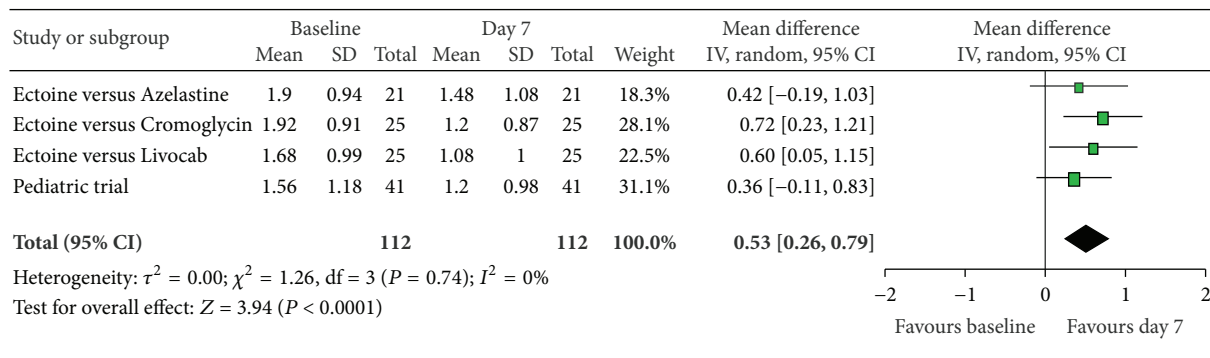 Study or subgroup Baseline Day 7 Mean difference Mean difference
Mean SD Total Mean SD Total Weight IV, random, 95% CI IV, random, 95% CI
Ectoine versus Azelastine 1.9 0.94 21 1.48 1.08 21 18.3% 0.42 [−0.19, 1.03]
Ectoine versus Cromoglycin 1.92 0.91 25 1.2 0.87 25 28.1% 0.72 [0.23, 1.21]
Ectoine versus Livocab 1.68 0.99 25 1.08 1 25 22.5% 0.60 [0.05, 1.15]
Pediatric trial 1.56 1.18 41 1.2 0.98 41 31.1% 0.36 [−0.11, 0.83]
Total (95% CI) 112 112 100.0% 0.53 [0.26, 0.79]
Heterogeneity: τ² = 0.00; χ² = 1.26, df = 3 (P = 0.74); I² = 0%
Test for overall effect: Z = 3.94 (P < 0.0001)
−2 −1 0 1 2
Favours baseline Favours day 7